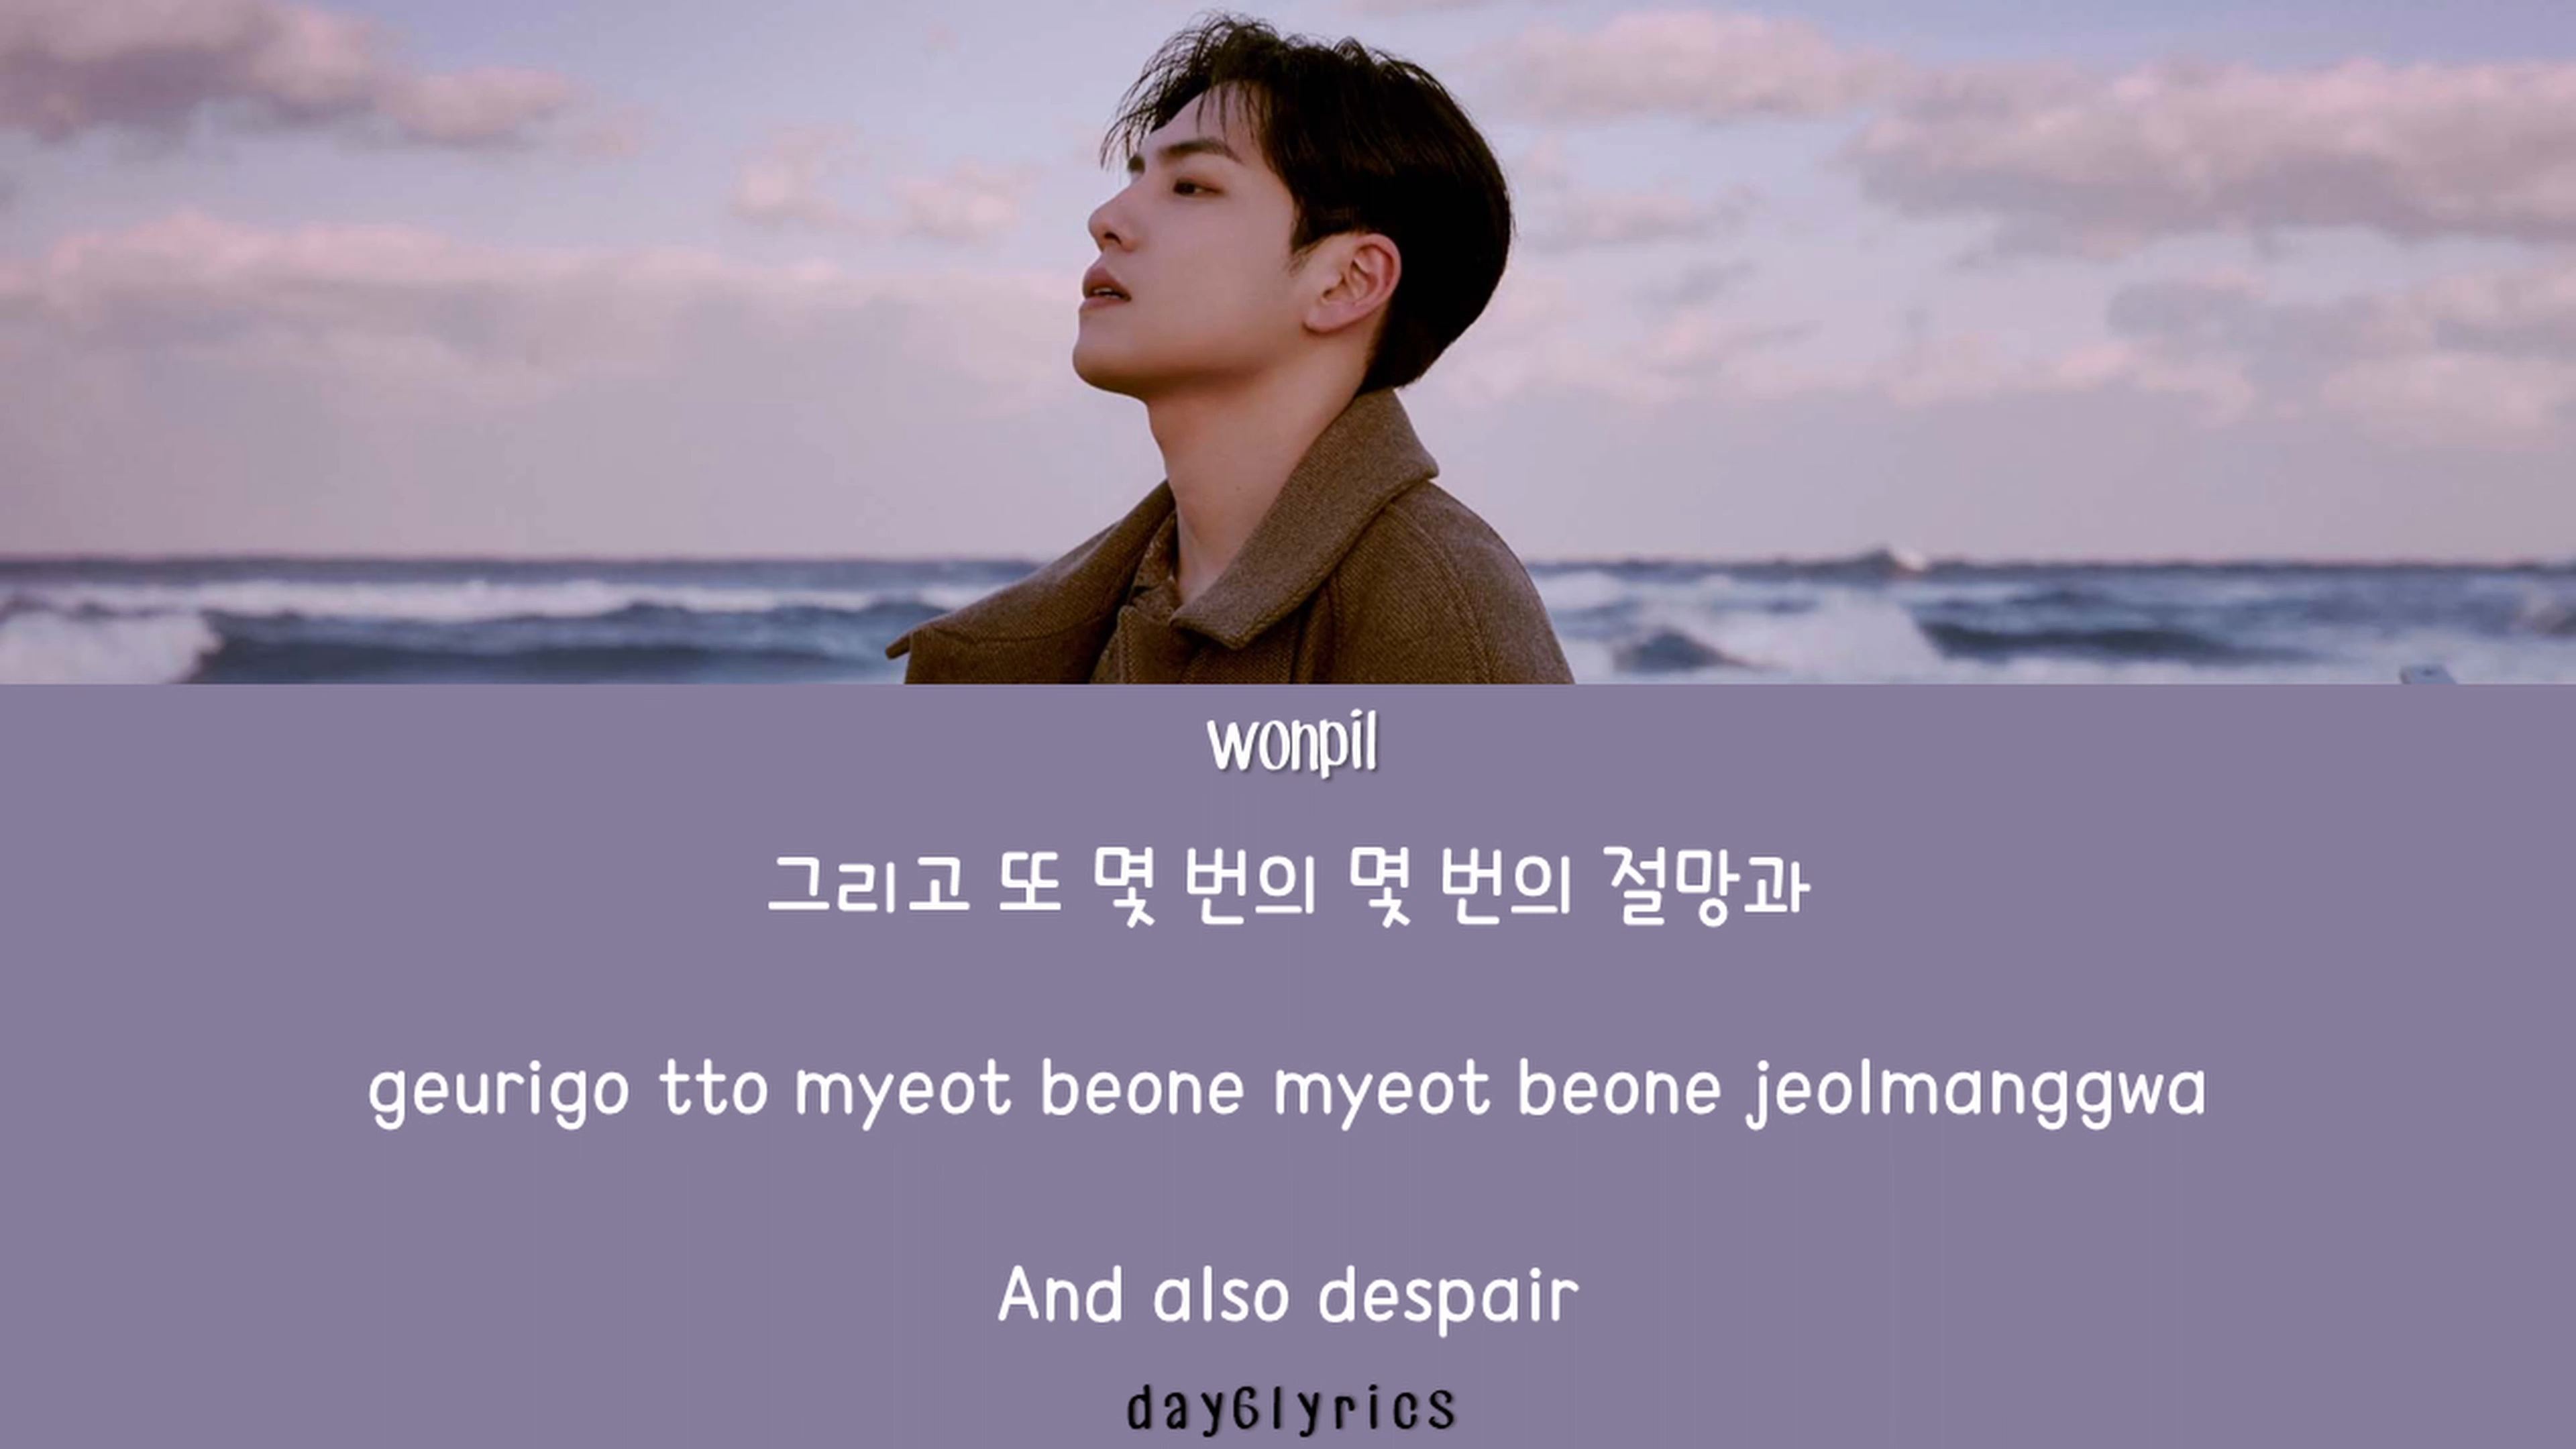 wonpil
그리고 또 몇 번의 몇 번의 절망과
geurigo tto myeot beone myeot beone jeolmanggwa
And also despair
day6lyrics